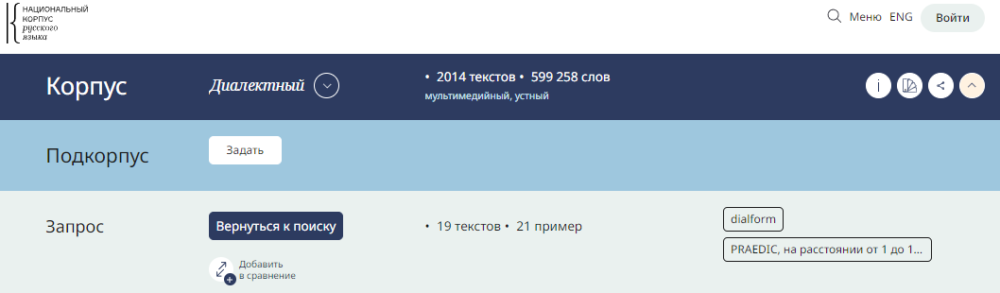 НАЦИОНАЛЬНЫЙ
КОРПУС
русского
языка
Меню ENG Войти
Корпус Диалектный • 2014 текстов • 599 258 слов
мультимедийный, устный
Подкорпус Задать
Запрос Вернуться к поиску • 19 текстов • 21 пример
dialform
PRAEDIC, на расстоянии от 1 до 1...
Добавить
в сравнение